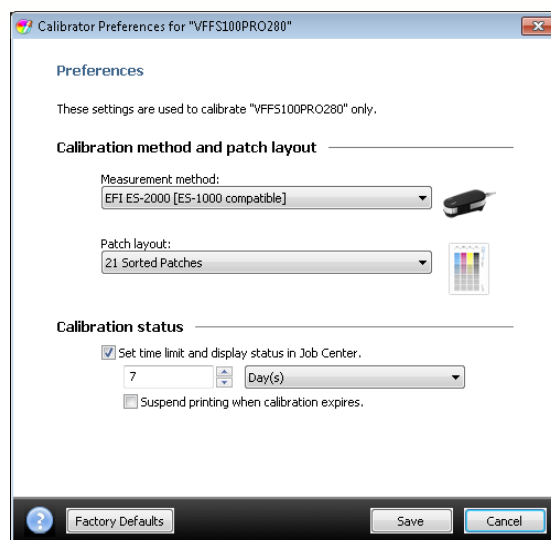 Calibrator Preferences for "VFFS100PRO280"
Preferences
These settings are used to calibrate "VFFS100PRO280" only.
Calibration method and patch layout
Measurement method:
EFI ES-2000 [ES-1000 compatible]
Patch layout:
21 Sorted Patches
Calibration status
Set time limit and display status in Job Center.
7 Day(s)
Suspend printing when calibration expires.
? Factory Defaults Save Cancel